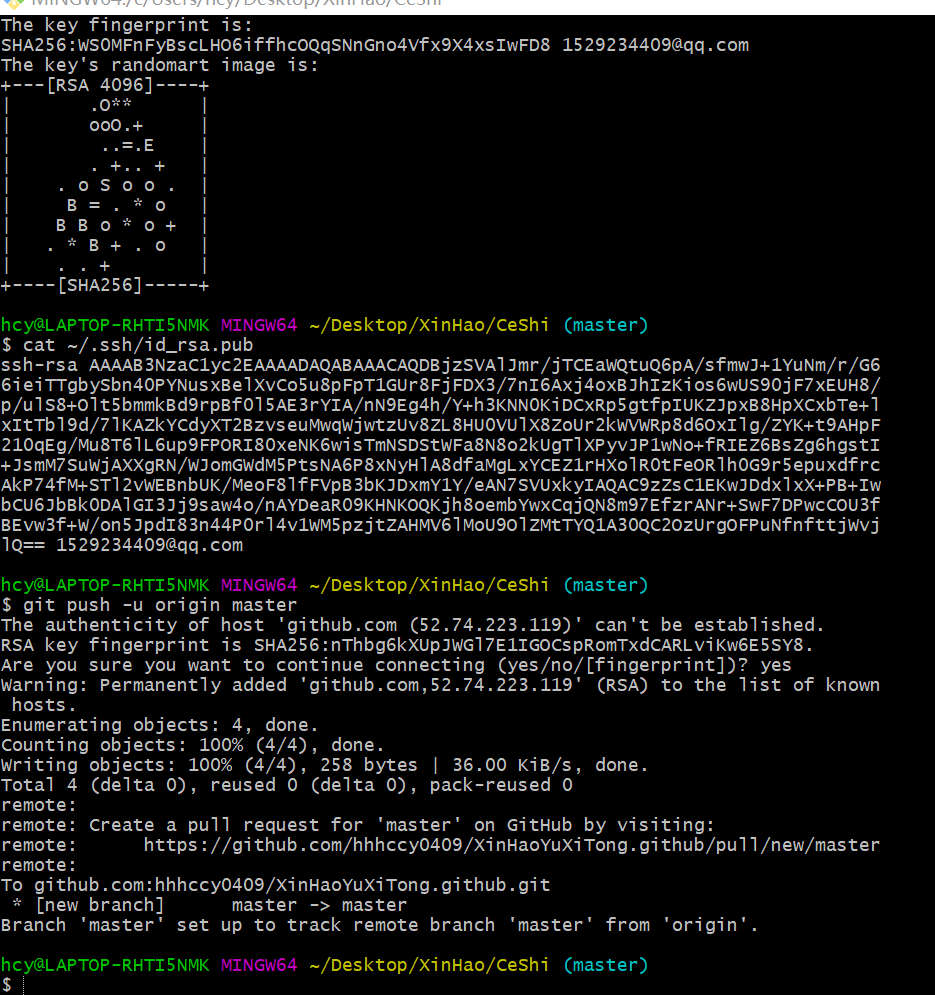 MINGW64:/c/Users/hcy/Desktop/XinHao/CeShi
The key fingerprint is:
SHA256:WS0MFnFyBscLHO6iffhcOQqSNnGno4Vfx9X4xsIwFD8 1529234409@qq.com
The key's randomart image is:
+---[RSA 4096]----+
|        .O**     |
|        ooO.+    |
|         ..=.E   |
|        . +.. +  |
|     . o S o o . |
|      B = . * o  |
|     B B o * o + |
|    . * B + . o  |
|     . . +       |
+----[SHA256]-----+
hcy@LAPTOP-RHTI5NMK MINGW64 ~/Desktop/XinHao/CeShi (master)
$ cat ~/.ssh/id_rsa.pub
ssh-rsa AAAAB3NzaC1yc2EAAAADAQABAAACAQDBjzSVAlJmr/jTCEaWQtuQ6pA/sfmwJ+1YuNm/r/G6
6ieiTTgbySbn4OPYNusxBelXvCo5u8pFpT1GUr8FjFDX3/7nI6Axj4oxBJhIzKios6wUS90jF7xEUH8/
p/ulS8+Olt5bmmkBd9rpBfOl5AE3rYIA/nN9Eg4h/Y+h3KNNOKiDCxRp5gtfpIUKZJpxB8HpXCxbTe+l
xItTbl9d/7lKAZkYCdyXT2BzvseuMwqWjwtzUv8ZL8HUOVUlX8ZoUr2kWVWRp8d6OxIlg/ZYK+t9AHpF
21OqEg/Mu8T6lL6up9FPORI8OxeNK6wisTmNSDStWFa8N8o2kUgTlXPyvJP1wNo+fRIEZ6BsZg6hgstI
+JsmM7SuWjAXXgRN/WJomGWdM5PtsNA6P8xNyHlA8dfaMgLxYCEZ1rHXolROtFeORlhOG9r5epuxdfrc
AkP74fM+STl2vWEBnbUK/MeoF8lfFVpB3bKJDxmY1Y/eAN7SVUxkyIAQAC9zZsC1EKwJDdxlxX+PB+Iw
bCU6JbBkODAlGI3Jj9saw4o/nAYDeaRO9KHNKOQKjh8oembYwxCqjQN8m97EfzrANr+SwF7DPwcCOU3f
BEvw3f+W/on5JpdI83n44P0rl4v1WM5pzjtZAHMV6lMoU9OlZMtTYQ1A3OQC2OzUrgOFPuNfnfttjWvj
lQ== 1529234409@qq.com
hcy@LAPTOP-RHTI5NMK MINGW64 ~/Desktop/XinHao/CeShi (master)
$ git push -u origin master
The authenticity of host 'github.com (52.74.223.119)' can't be established.
RSA key fingerprint is SHA256:nThbg6kXUpJWGl7E1IGOCspRomTxdCARLviKw6E5SY8.
Are you sure you want to continue connecting (yes/no/[fingerprint])? yes
Warning: Permanently added 'github.com,52.74.223.119' (RSA) to the list of known
 hosts.
Enumerating objects: 4, done.
Counting objects: 100% (4/4), done.
Writing objects: 100% (4/4), 258 bytes | 36.00 KiB/s, done.
Total 4 (delta 0), reused 0 (delta 0), pack-reused 0
remote:
remote: Create a pull request for 'master' on GitHub by visiting:
remote:      https://github.com/hhhccy0409/XinHaoYuXiTong.github/pull/new/master
remote:
To github.com:hhhccy0409/XinHaoYuXiTong.github.git
 * [new branch]      master -> master
Branch 'master' set up to track remote branch 'master' from 'origin'.
hcy@LAPTOP-RHTI5NMK MINGW64 ~/Desktop/XinHao/CeShi (master)
$